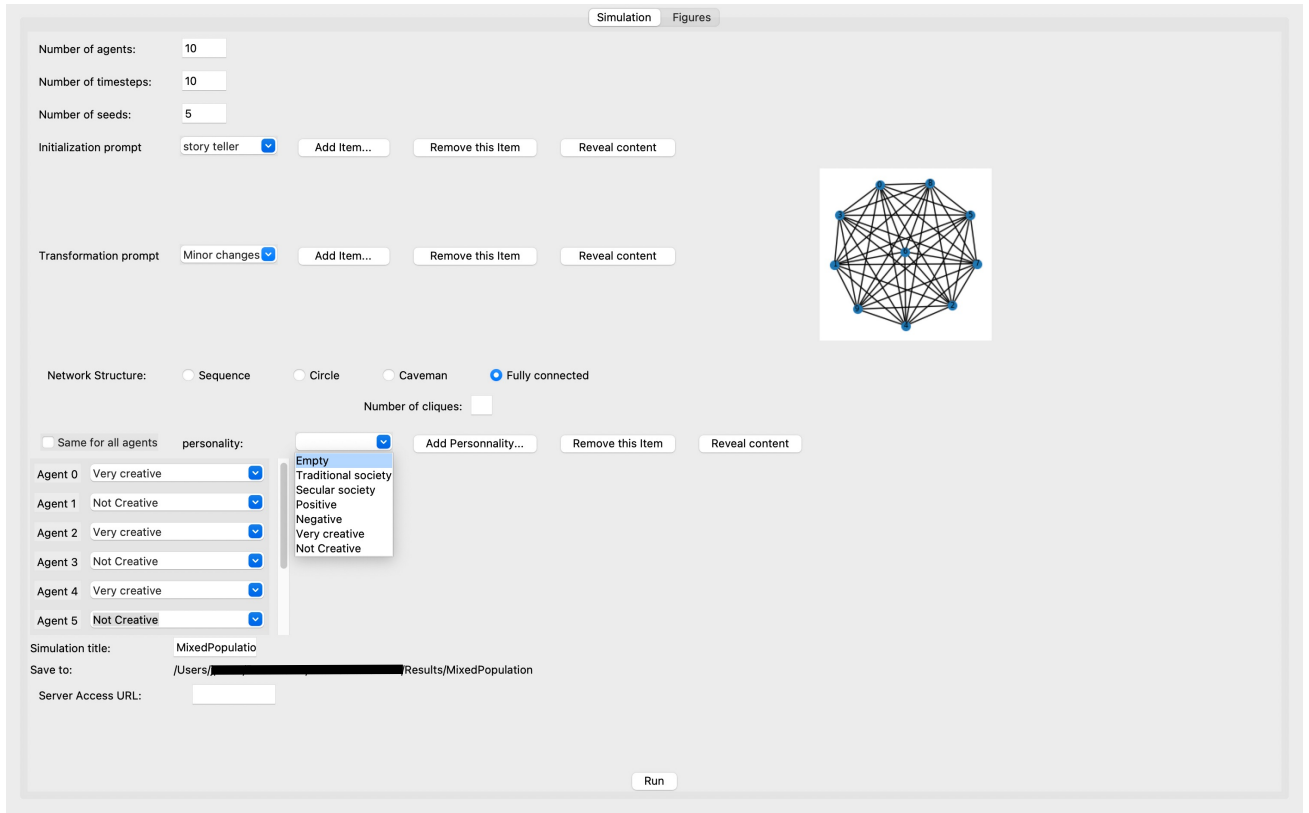 Simulation Figures
Number of agents: 10
Number of timesteps: 10
Number of seeds: 5
Initialization prompt story teller Add Item... Remove this Item Reveal content
Transformation prompt Minor changes Add Item... Remove this Item Reveal content
Network Structure: Sequence Circle Caveman Fully connected
Number of cliques:
Same for all agents personality: Add Personnality... Remove this Item Reveal content
Empty
Traditional society
Secular society
Positive
Negative
Very creative
Not Creative
Agent 0 Very creative
Agent 1 Not Creative
Agent 2 Very creative
Agent 3 Not Creative
Agent 4 Very creative
Agent 5 Not Creative
Simulation title: MixedPopulatio
Save to: /Users/ /Results/MixedPopulation
Server Access URL:
Run